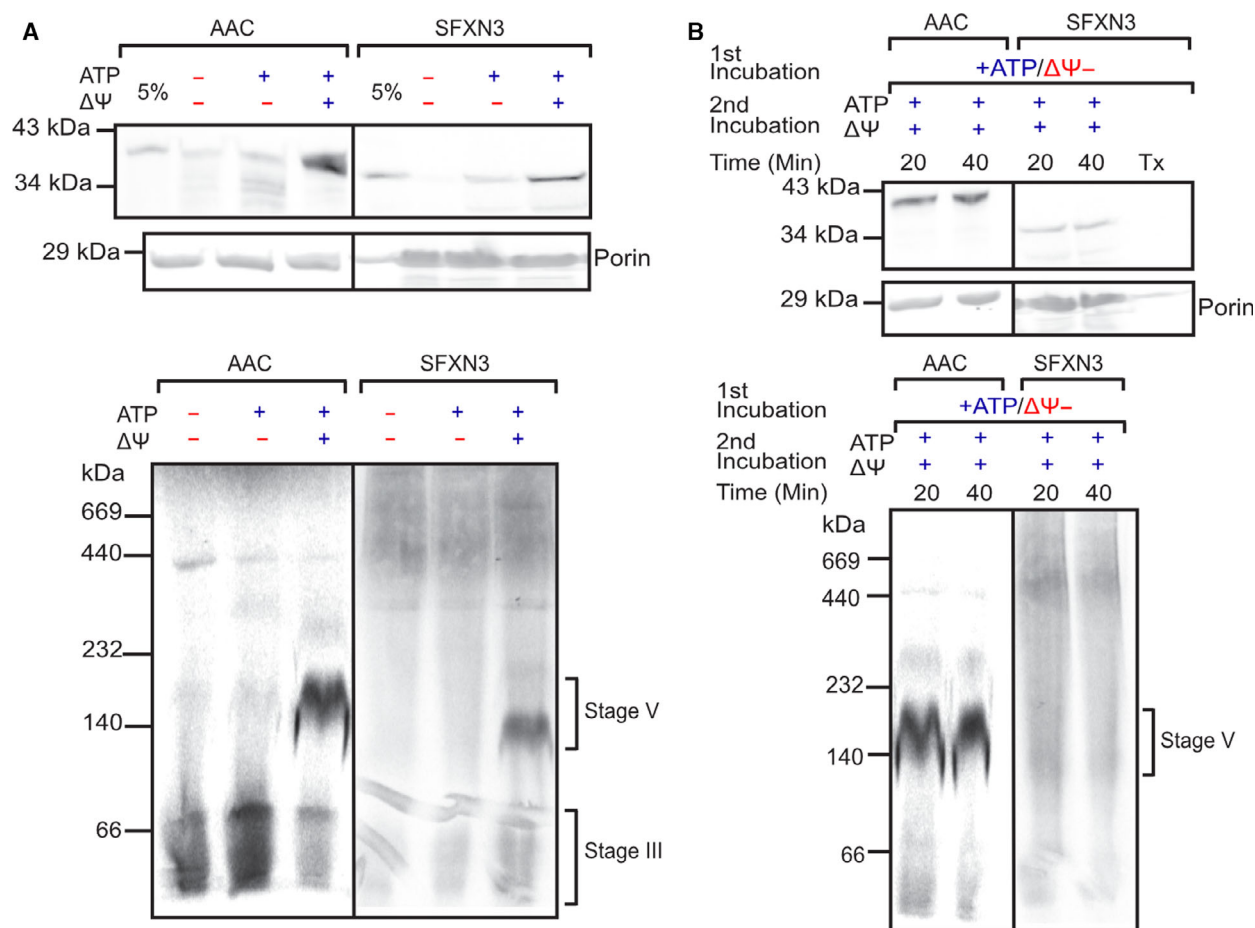 A
AAC SFXN3
ATP – + + – + +
5% 5%
ΔΨ – – + – – +
43 kDa
34 kDa
29 kDa Porin
AAC SFXN3
ATP – + + – + +
ΔΨ – – + – – +
kDa
669
440
232
Stage V
140
66
Stage III
B
AAC SFXN3
1st
Incubation +ATP/ΔΨ–
2nd ATP + + + +
Incubation ΔΨ + + + +
Time (Min) 20 40 20 40 Tx
43 kDa
34 kDa
29 kDa Porin
AAC SFXN3
1st
Incubation +ATP/ΔΨ–
2nd ATP + + + +
Incubation ΔΨ + + + +
Time (Min) 20 40 20 40
kDa
669
440
232
Stage V
140
66